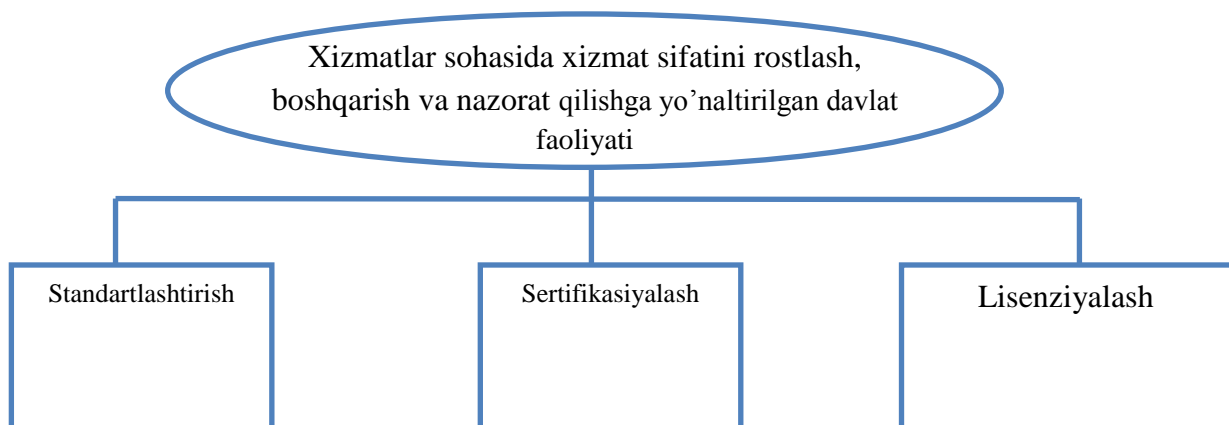 Xizmatlar sohasida xizmat sifatini rostlash,
boshqarish va nazorat qilishga yo’naltirilgan davlat
faoliyati
Standartlashtirish
Sertifikasiyalash
Lisenziyalash